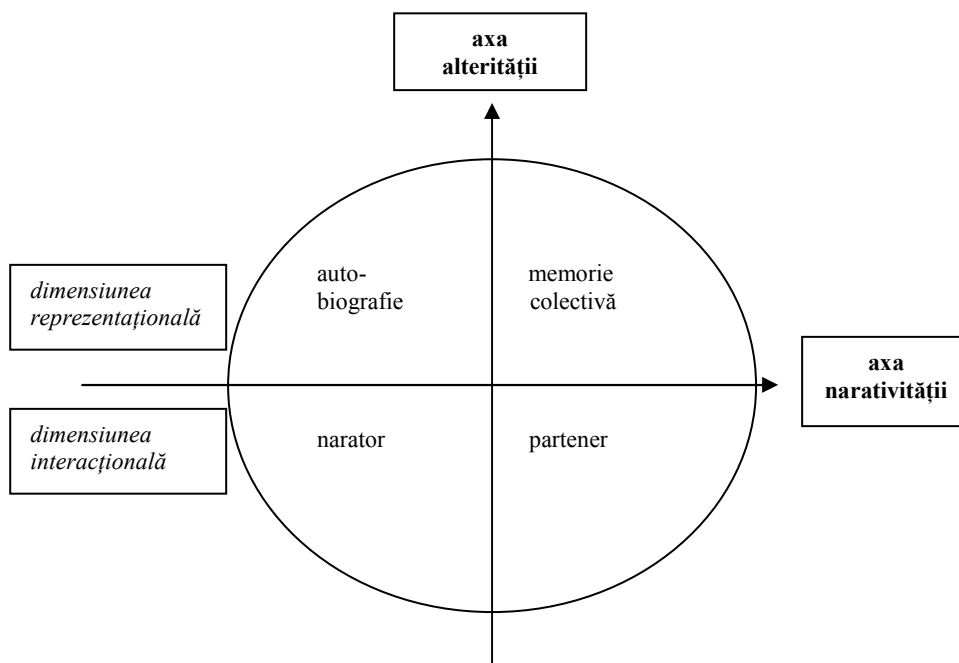 axa
alterității
auto-
biografie
memorie
colectivă
dimensiunea
reprezentațională
axa
narativității
dimensiunea
interacțională
narator
partener